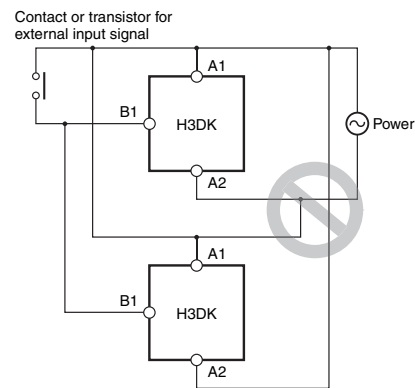 Contact or transistor for
external input signal
A1
B1
H3DK
Power
A2
A1
B1
H3DK
A2